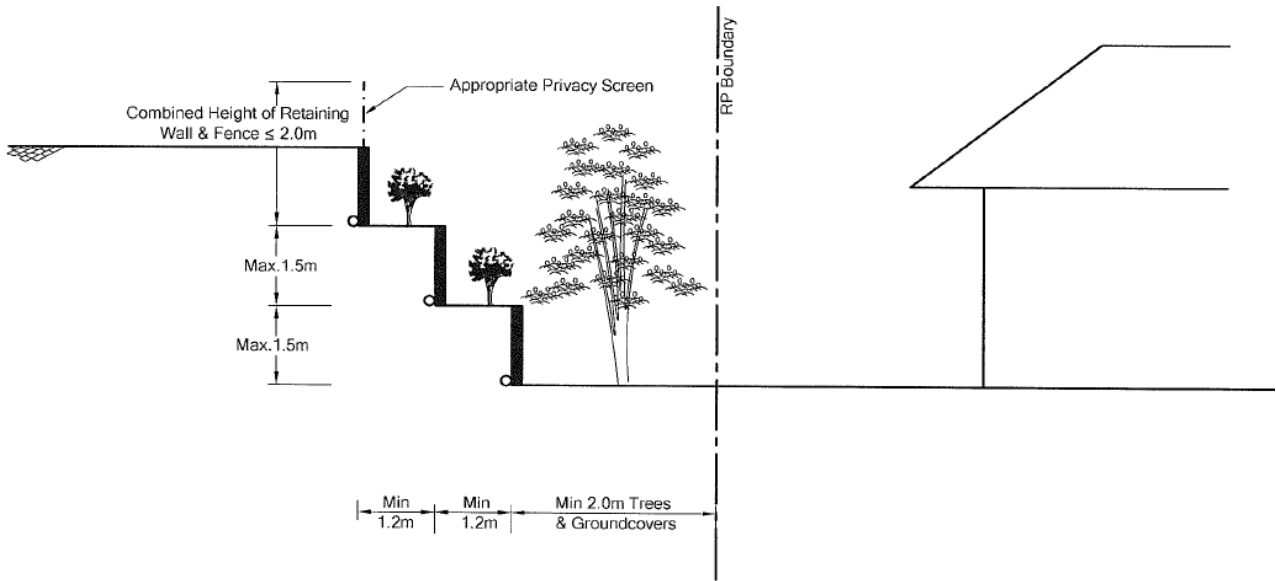 RP Boundary
Appropriate Privacy Screen
Combined Height of Retaining
Wall & Fence ≤ 2.0m
Max.1.5m
Max.1.5m
Min
1.2m
Min
1.2m
Min 2.0m Trees
& Groundcovers